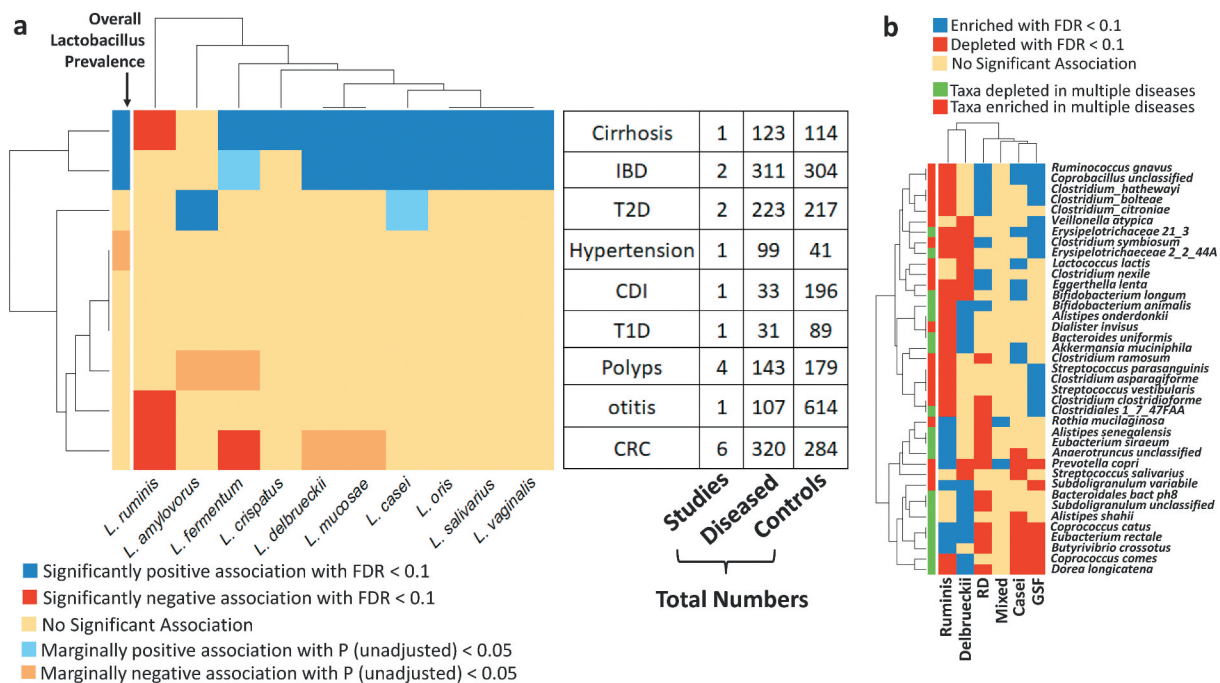 a
Overall
Lactobacillus
Prevalence
Cirrhosis 1 123 114
IBD 2 311 304
T2D 2 223 217
Hypertension 1 99 41
CDI 1 33 196
T1D 1 31 89
Polyps 4 143 179
otitis 1 107 614
CRC 6 320 284
Studies
Diseased
Controls
Total Numbers
L. ruminis
L. amylovorus
L. fermentum
L. crispatus
L. delbrueckii
L. mucosae
L. casei
L. oris
L. salivarius
L. vaginalis
Significantly positive association with FDR < 0.1
Significantly negative association with FDR < 0.1
No Significant Association
Marginally positive association with P (unadjusted) < 0.05
Marginally negative association with P (unadjusted) < 0.05
b
Enriched with FDR < 0.1
Depleted with FDR < 0.1
No Significant Association
Taxa depleted in multiple diseases
Taxa enriched in multiple diseases
Ruminococcus gnavus
Coprobacillus unclassified
Clostridium_hathewayi
Clostridium_bolteae
Clostridium_citroniae
Veillonella atypica
Erysipelotrichaceae 21_3
Clostridium symbiosum
Erysipelotrichaeceae 2_2_44A
Lactococcus lactis
Clostridium nexile
Eggerthella lenta
Bifidobacterium longum
Bifidobacterium animalis
Alistipes onderdonkii
Dialister invisus
Bacteroides uniformis
Akkermansia muciniphila
Clostridium ramosum
Streptococcus parasanguinis
Clostridium asparagiforme
Streptococcus vestibularis
Clostridium clostridioforme
Clostridiales 1_7_47FAA
Rothia mucilaginosa
Alistipes senegalensis
Eubacterium siraeum
Anaerotruncus unclassified
Prevotella copri
Streptococcus salivarius
Subdoligranulum variabile
Bacteroidales bact ph8
Subdoligranulum unclassified
Alistipes shahii
Coprococcus catus
Eubacterium rectale
Butyrivibrio crossotus
Coprococcus comes
Dorea longicatena
Ruminis
Delbrueckii
RD
Mixed
Casei
GSF